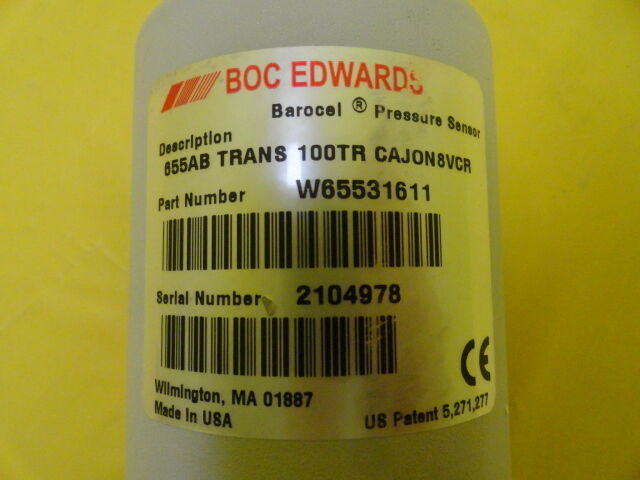 BOC EDWARDS
Barocel ® Pressure Sensor
Description
655AB TRANS 100TR CAJON8VCR
Part Number W65531611
Serial Number 2104978
CE
Wilmington, MA 01887
Made In USA
US Patent 5,271,277